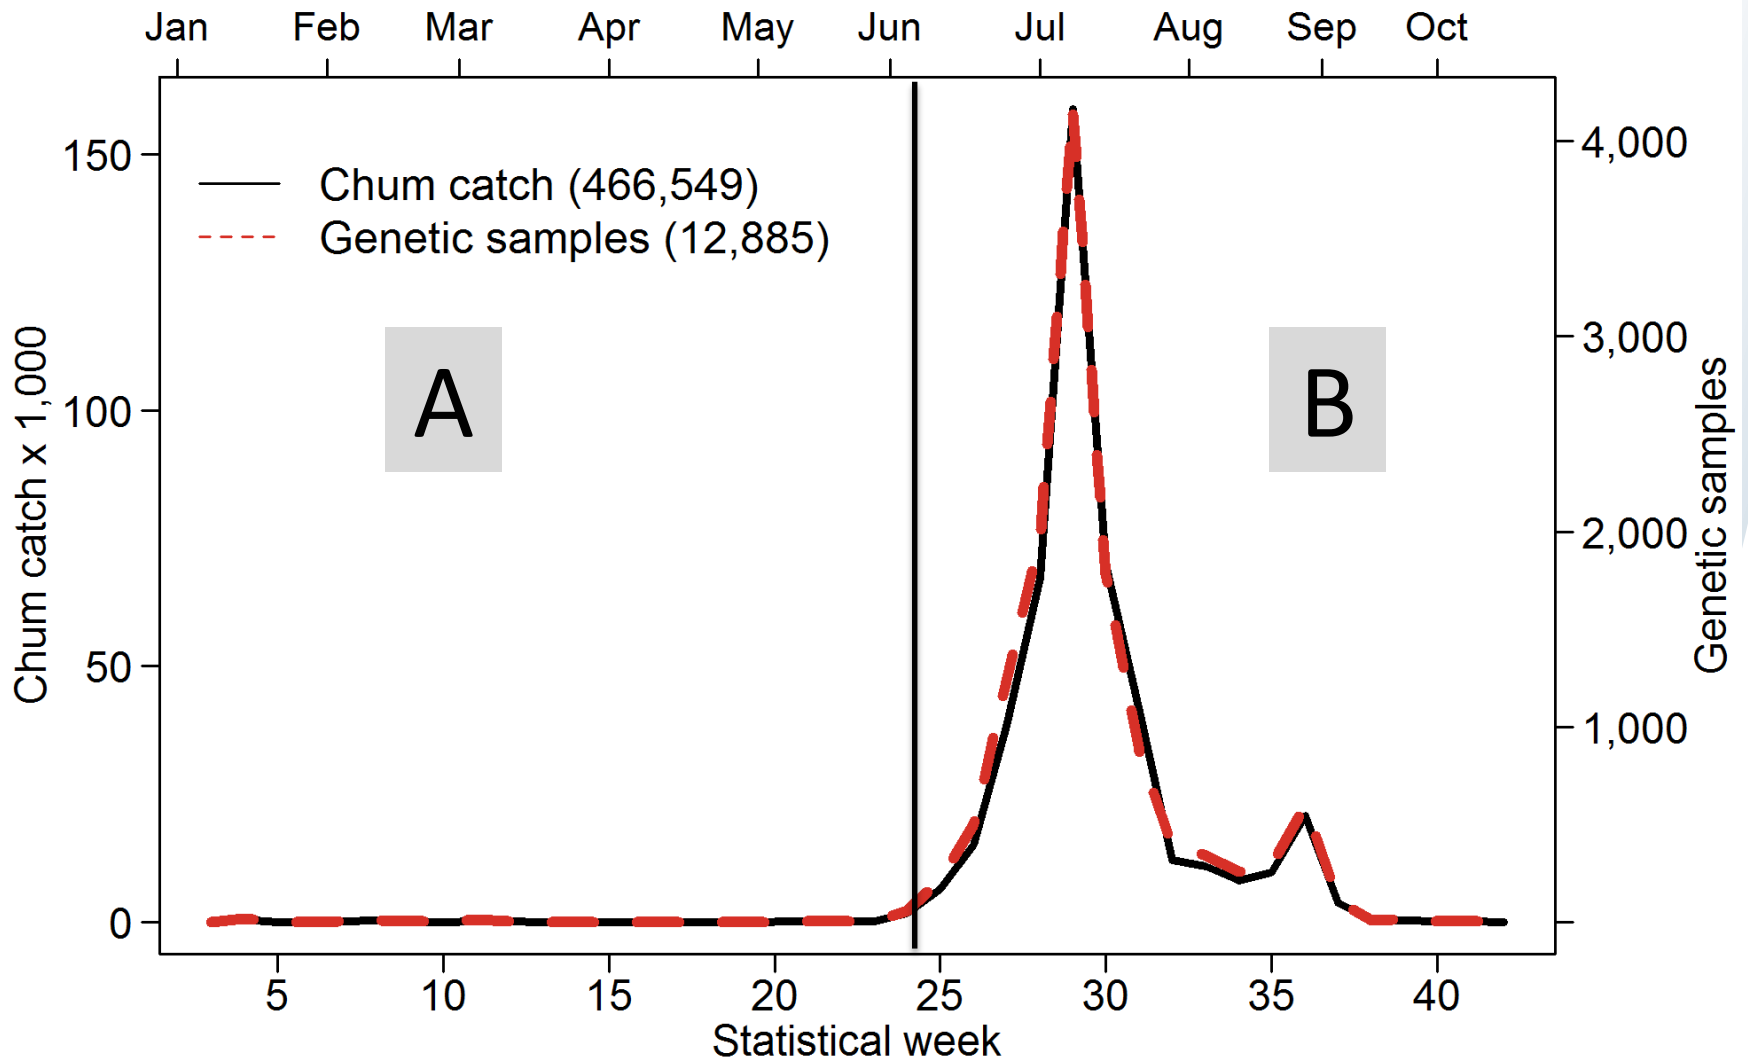 Jan Feb Mar Apr May Jun Jul Aug Sep Oct
Chum catch (466,549)
Genetic samples (12,885)
A
B
Chum catch x 1,000
150
100
50
0
Genetic samples
4,000
3,000
2,000
1,000
5 10 15 20 25 30 35 40
Statistical week